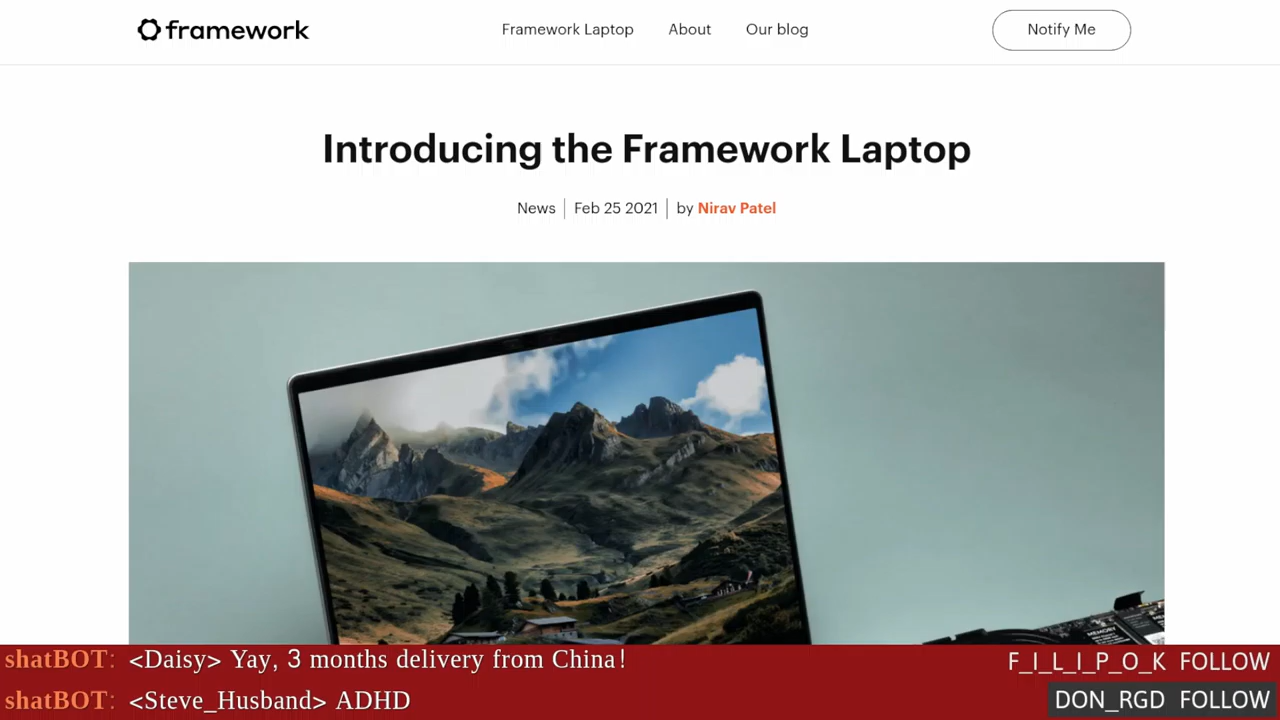 framework
Framework Laptop About Our blog
Notify Me
Introducing the Framework Laptop
News Feb 25 2021 by Nirav Patel
MEMORY
shatBOT: <Daisy> Yay, 3 months delivery from China!
F_I_L_I_P_O_K FOLLOW
shatBOT: <Steve_Husband> ADHD
DON_RGD FOLLOW